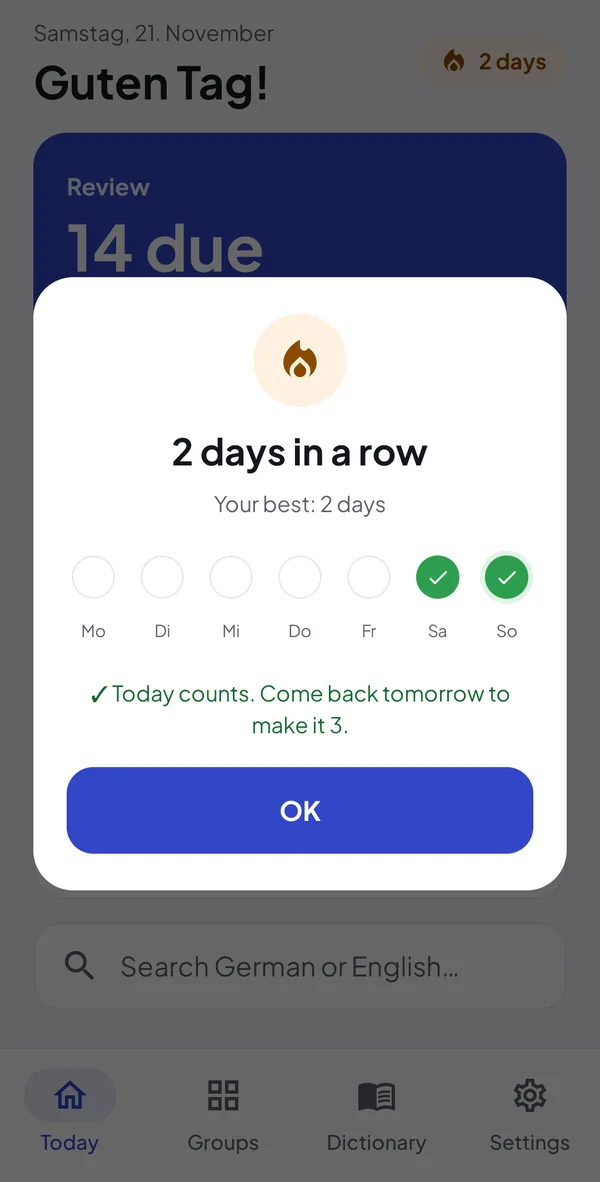 Samstag, 21. November
Guten Tag!
2 days
Review
14 due
2 days in a row
Your best: 2 days
Mo Di Mi Do Fr Sa So
✓ Today counts. Come back tomorrow to
make it 3.
OK
Search German or English...
Today Groups Dictionary Settings